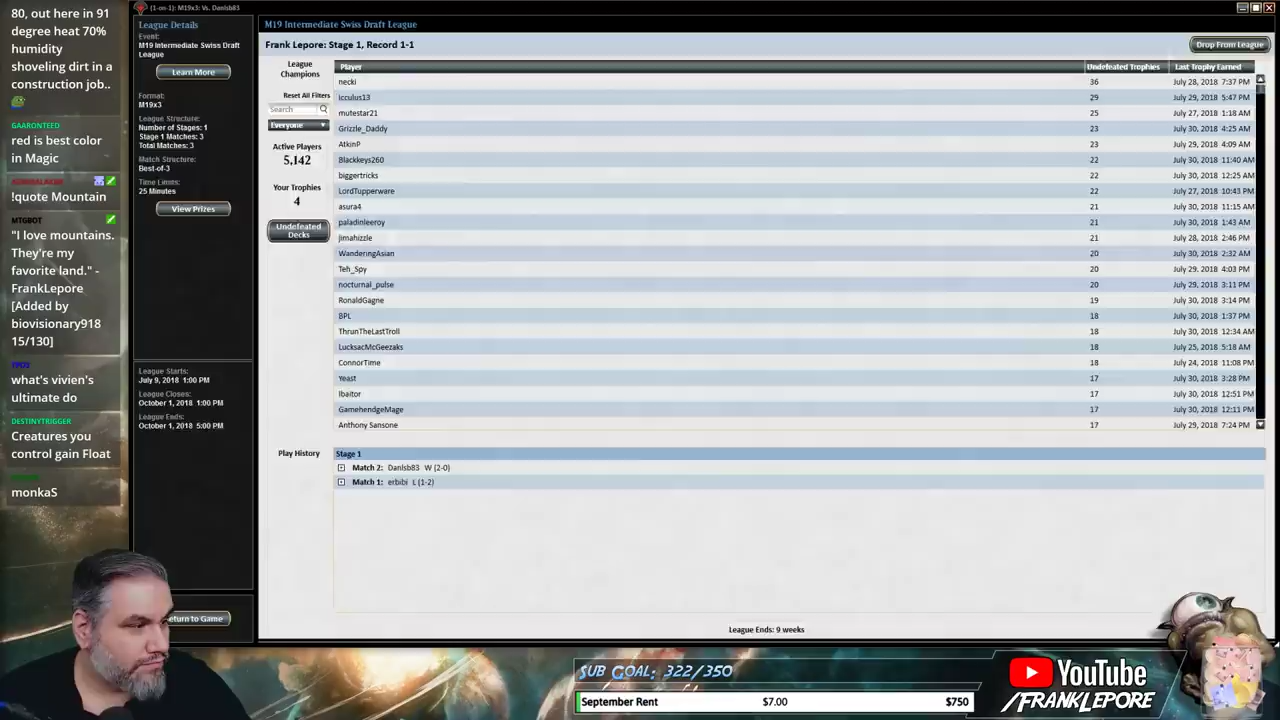 80, out here in 91
degree heat 70%
humidity
shoveling dirt in a
construction job..
GAARONTEED
red is best color
in Magic
!quote Mountain
MTGBOT
"I love mountains.
They're my
favorite land." -
FrankLepore
[Added by
biovisionary918
15/130]
what's vivien's
ultimate do
DESTINYTRIGGER
Creatures you
control gain Float
monkaS
(1-on-1): M19x3: Vs. Danlsb83
League Details
Event:
M19 Intermediate Swiss Draft
League
Learn More
Format:
M19x3
League Structure:
Number of Stages: 1
Stage 1 Matches: 3
Total Matches: 3
Match Structure:
Best-of-3
Time Limits:
25 Minutes
View Prizes
League Starts:
July 9, 2018 1:00 PM
League Closes:
October 1, 2018 1:00 PM
League Ends:
October 1, 2018 5:00 PM
eturn to Game
M19 Intermediate Swiss Draft League
Frank Lepore: Stage 1, Record 1-1
Drop From League
League
Champions
Reset All Filters
Search
Everyone
Active Players
5,142
Your Trophies
4
Undefeated
Decks
Player Undefeated Trophies Last Trophy Earned
necki 36 July 28, 2018 7:37 PM
icculus13 29 July 29, 2018 5:47 PM
mutestar21 25 July 27, 2018 1:18 AM
Grizzle_Daddy 23 July 30, 2018 4:25 AM
AtkinP 23 July 29, 2018 4:09 AM
Blackkeys260 22 July 30, 2018 11:40 AM
biggertricks 22 July 30, 2018 12:25 AM
LordTupperware 22 July 27, 2018 10:43 PM
asura4 21 July 30, 2018 11:15 AM
paladinleeroy 21 July 30, 2018 1:43 AM
Jimahizzle 21 July 28, 2018 2:46 PM
WanderingAsian 20 July 30, 2018 2:32 AM
Teh_Spy 20 July 29, 2018 4:03 PM
nocturnal_pulse 20 July 29, 2018 3:11 PM
RonaldGagne 19 July 30, 2018 3:14 PM
BPL 18 July 30, 2018 1:37 PM
ThrunTheLastTroll 18 July 30, 2018 12:34 AM
LucksacMcGeezaks 18 July 25, 2018 5:18 AM
ConnorTime 18 July 24, 2018 11:08 PM
Yeast 17 July 30, 2018 3:28 PM
lbaitor 17 July 30, 2018 12:51 PM
GamehendgeMage 17 July 30, 2018 12:11 PM
Anthony Sansone 17 July 29, 2018 7:24 PM
Play History
Stage 1
Match 2: Danlsb83 W (2-0)
Match 1: erbibi L (1-2)
League Ends: 9 weeks
SUB GOAL: 322/350
September Rent $7.00 $750
YouTube
/FRANKLEPORE